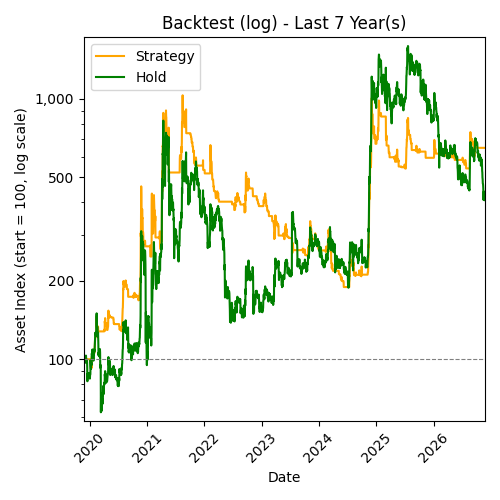 Backtest (log) - Last 7 Year(s)
Strategy
Hold
Asset Index (start = 100, log scale)
1,000
500
200
100
2020
2021
2022
2023
2024
2025
2026
Date